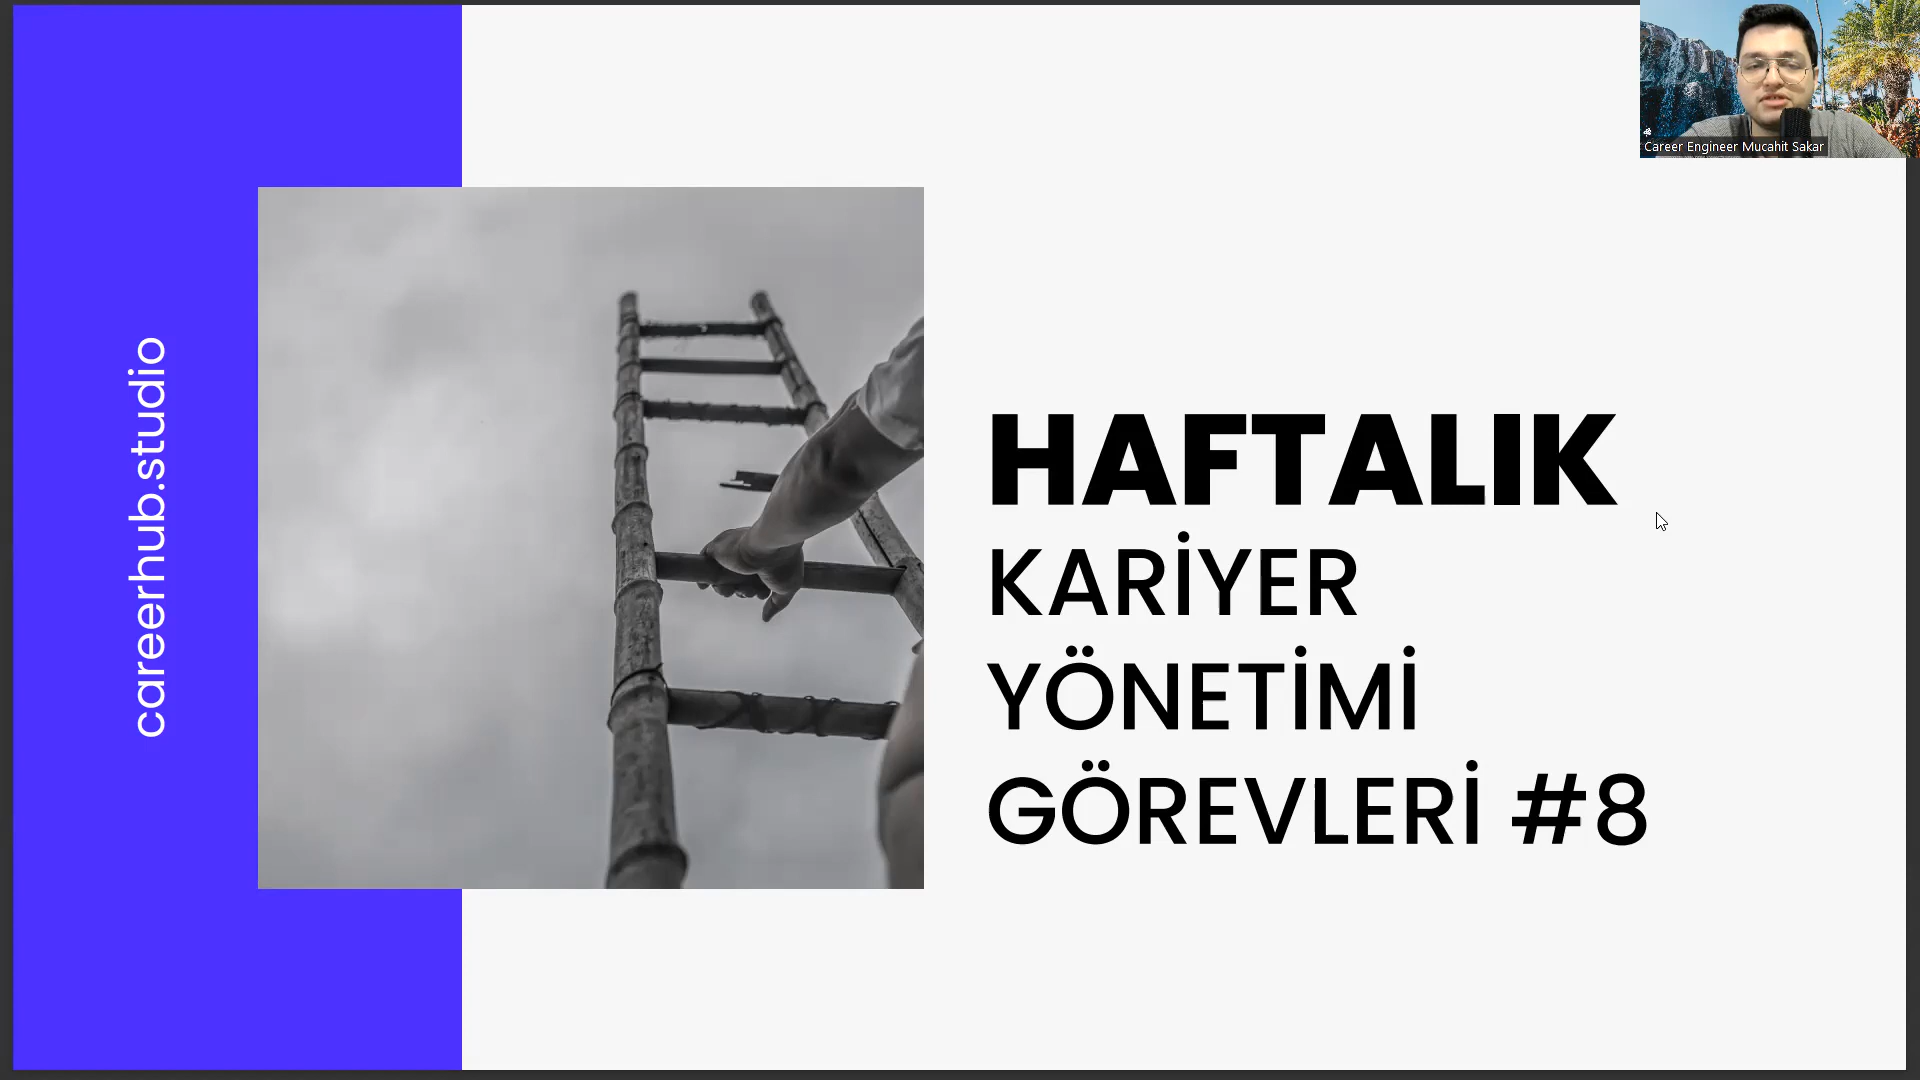 careerhub.studio
HAFTALIK
KARİYER
YÖNETİMİ
GÖREVLERİ #8
Career Engineer Mucahit Sakar